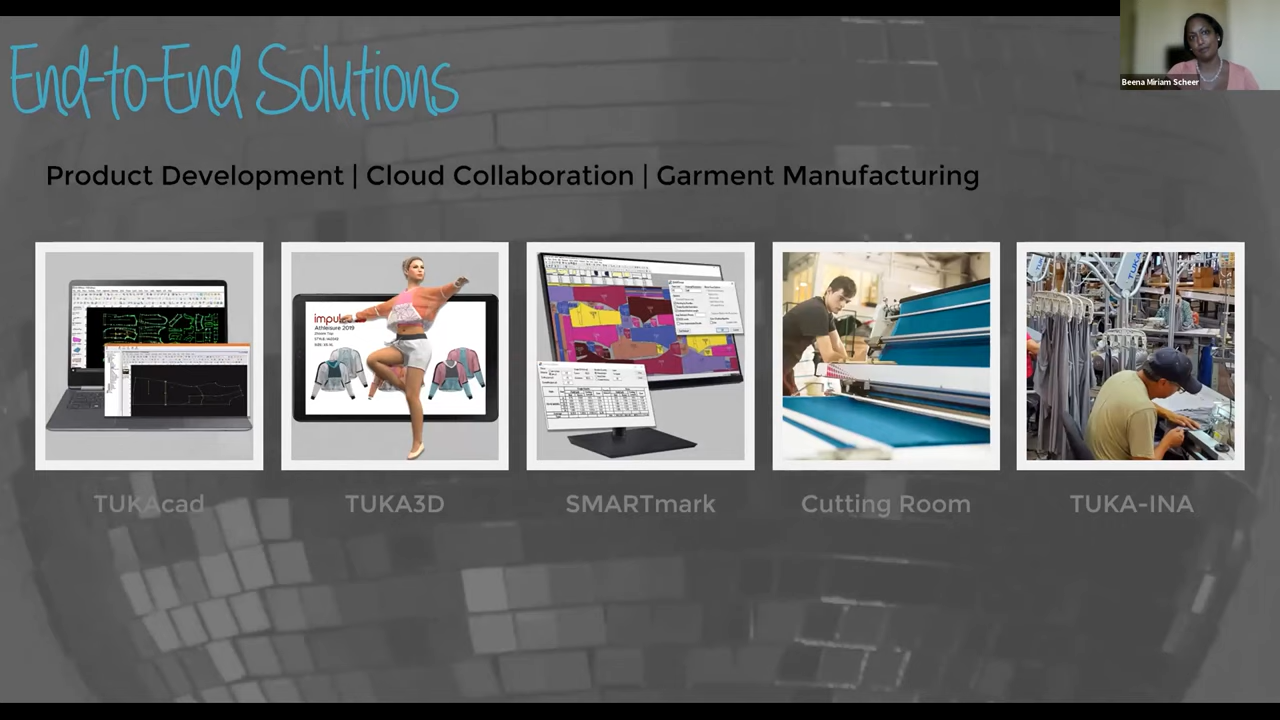 End-to-End Solutions
Beena Miriam Scheer
Product Development | Cloud Collaboration | Garment Manufacturing
impulse
Athleisure 2019
TUKA
TUKAcad
TUKA3D
SMARTmark
Cutting Room
TUKA-INA